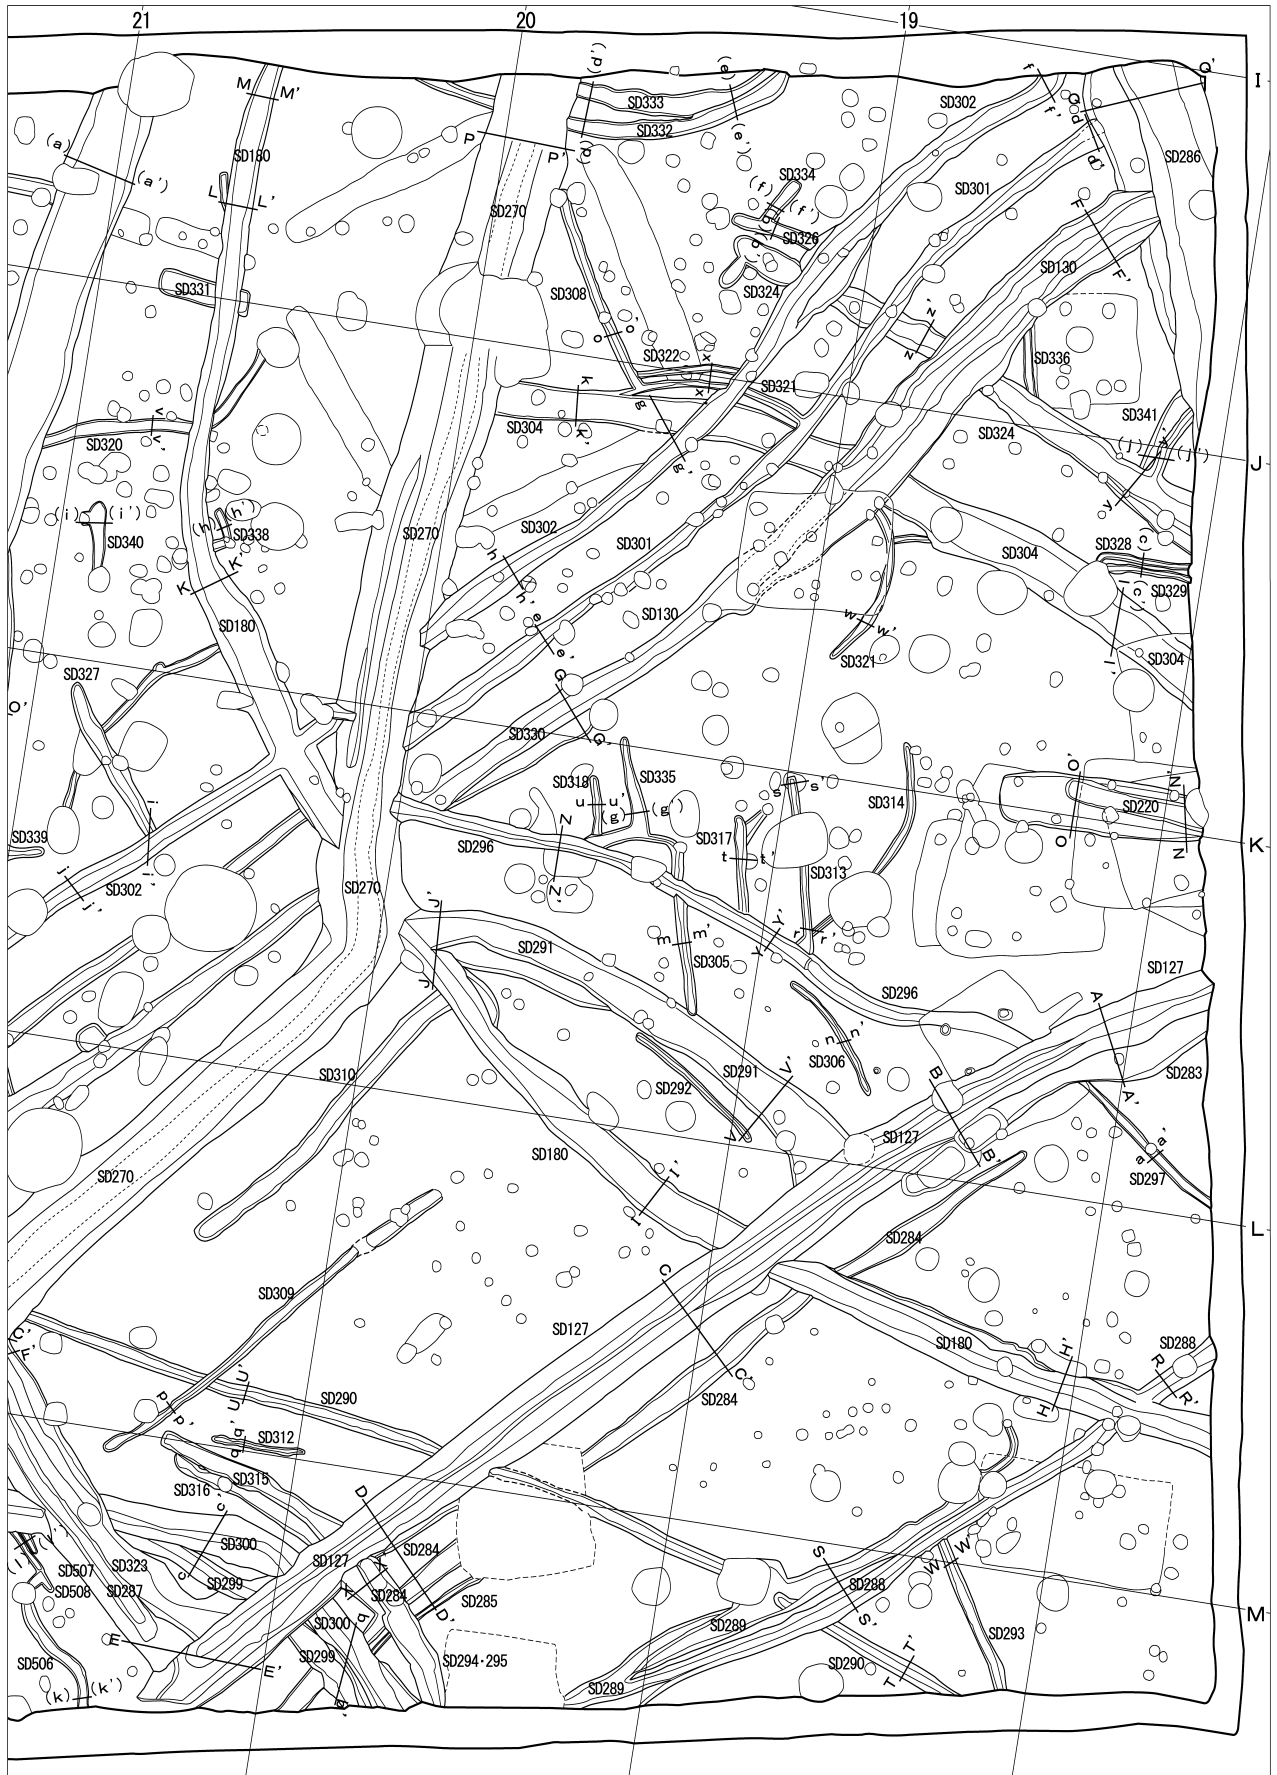 21
20
19
I
Q'
(d')
(e)
f
M
M'
SD333
SD302
f'
Q
d
SD332
P
P'
(d)
(e')
(a)
(a')
SD180
SD334
d'
SD286
L
L'
(f)
(f')
SD301
F
SD270
SD326
SD130
F'
SD331
SD308
SD324
o
o'
z'
z
SD322
x
x'
SD336
k
k'
g
g'
SD321
SD341
v
v'
SD320
SD304
SD324
(j)
(j')
J
y
(i)
(i')
(h)
(h')
SD340
SD338
SD270
SD302
SD301
SD304
SD328
(c)
SD329
(c')
K
K'
h
h'
SD180
SD130
e
e'
w
w'
l
l'
SD321
SD304
SD327
G
G'
O'
SD330
SD318
SD335
u
u'
(g)
(g')
s
s'
SD314
O'
N'
SD220
O
N
SD339
i
i'
SD296
Z
Z'
SD317
t
t'
SD313
K
j
j'
SD302
SD270
J'
J
SD291
m
m'
SD305
Y
Y'
r
r'
SD127
SD296
A
A'
n
n'
SD306
SD310
SD292
SD291
V
V'
B
B'
SD283
SD127
a
a'
SD297
SD270
SD180
I
I'
L
SD284
SD309
C
C'
SD127
SD180
H
H'
SD288
R
R'
C'
F'
U
U'
SD290
SD284
p
p'
q
q'
SD312
SD316
SD315
c
c'
D
D'
SD300
SD127
SD284
SD284
SD285
SD507
SD323
SD508
SD287
SD299
X
X'
S
S'
W
W'
SD288
M
SD300
b
b'
SD299
SD289
SD293
E
E'
SD506
(k)
(k')
SD294・295
SD289
SD290
T
T'